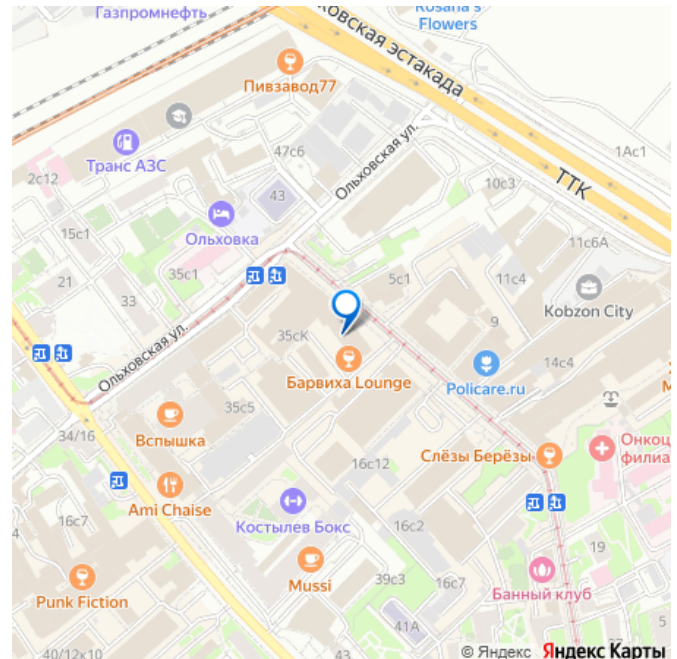 Газпромнефть
Rosana's
Flowers
ховская эстакада
Пивзавод77
Транс АЗС
47с6
Ольховская ул.
1Ас1
ТТК
2с12
43
10с3
Ольховка
15с1
11с6А
21
35с1
5с1
11с4
33
Kobzon City
9
35сК
Ольховская ул.
Барвиха Lounge
14с4
Policare.ru
35с5
Вспышка
34/16
Слёзы Берёзы
Онкоц
филиа
16с12
Ami Chaise
16с7
Костылев Бокс
16с2
19
Mussi
39с3
16с7
Банный клуб
Punk Fiction
41А
5
40/12к10
© Яндекс Яндекс Карты